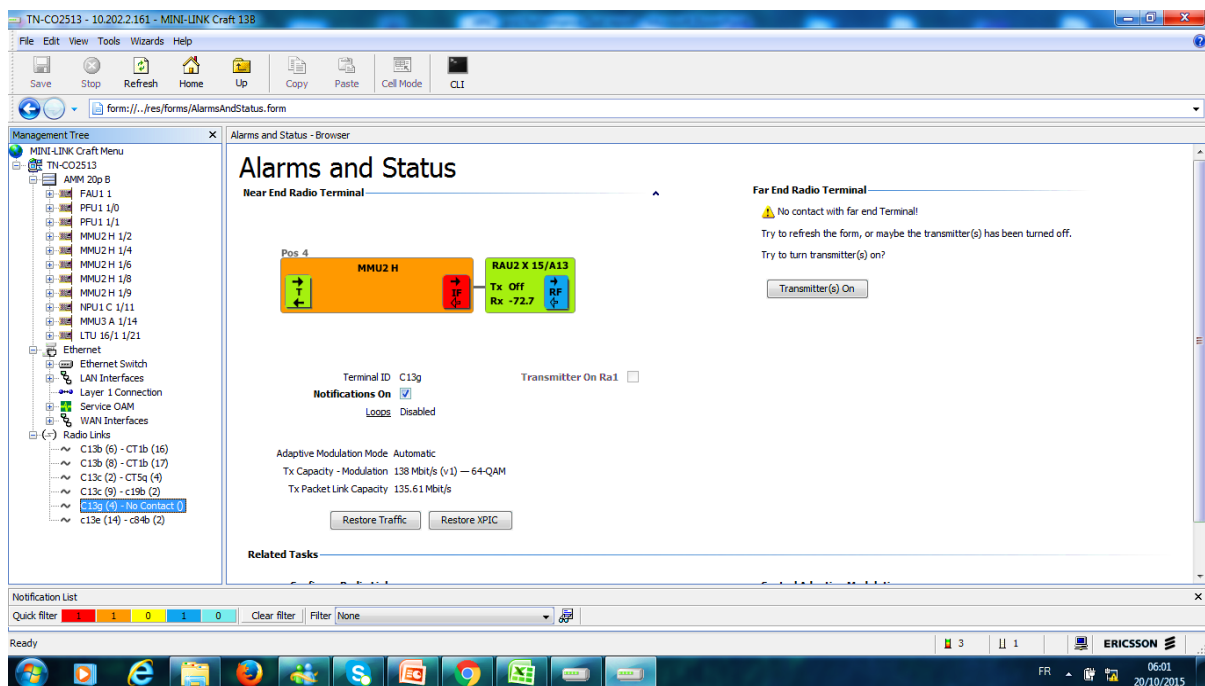 TN-CO2513 - 10.202.2.161 - MINI-LINK Craft 13B
File Edit View Tools Wizards Help
Save Stop Refresh Home Up Copy Paste Cell Mode CLI
form://../res/forms/AlarmsAndStatus.form
Management Tree X
Alarms and Status - Browser
MINI-LINK Craft Menu
TN-CO2513
AMM 20p B
FAU1 1
PFU1 1/0
PFU1 1/1
MMU2 H 1/2
MMU2 H 1/4
MMU2 H 1/6
MMU2 H 1/8
MMU2 H 1/9
NPU1 C 1/11
MMU3 A 1/14
LTU 16/1 1/21
Ethernet
Ethernet Switch
LAN Interfaces
Layer 1 Connection
Service OAM
WAN Interfaces
Radio Links
C13b (6) - CT1b (16)
C13b (8) - CT1b (17)
C13c (2) - CT5q (4)
C13c (9) - c19b (2)
C13g (4) - No Contact ()
c13e (14) - c84b (2)
Alarms and Status
Near End Radio Terminal
Pos 4
MMU2 H
T
IF
RAU2 X 15/A13
Tx Off
Rx -72.7
RF
Terminal ID C13g
Transmitter On Ra1
Notifications On
Loops Disabled
Adaptive Modulation Mode Automatic
Tx Capacity - Modulation 138 Mbit/s (v1) — 64-QAM
Tx Packet Link Capacity 135.61 Mbit/s
Restore Traffic Restore XPIC
Related Tasks
Far End Radio Terminal
No contact with far end Terminal!
Try to refresh the form, or maybe the transmitter(s) has been turned off.
Try to turn transmitter(s) on?
Transmitter(s) On
Notification List X
Quick filter 1 1 0 1 0 Clear filter Filter None
Ready
3 1 ERICSSON
FR 06:01
20/10/2015